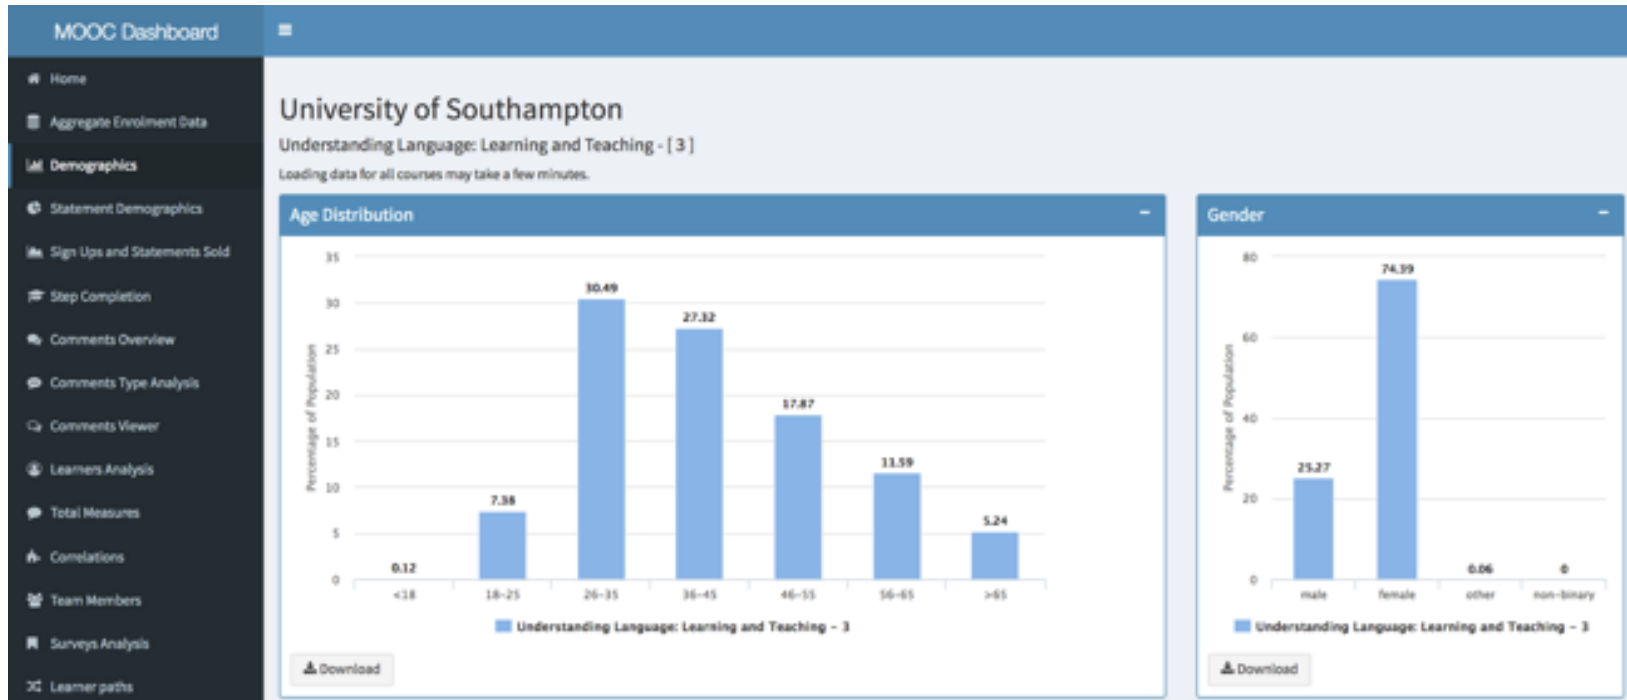 MOOC Dashboard
Home
Aggregate Enrolment Data
Demographics
Statement Demographics
Sign Ups and Statements Sold
Step Completion
Comments Overview
Comments Type Analysis
Comments Viewer
Learners Analysis
Total Measures
Correlations
Team Members
Surveys Analysis
Learner paths
University of Southampton
Understanding Language: Learning and Teaching - [ 3 ]
Loading data for all courses may take a few minutes.
Age Distribution
Percentage of Population
35
30
25
20
15
10
5
0
0.12
7.38
30.49
27.32
17.87
11.59
5.24
<18
18-25
26-35
36-45
46-55
56-65
>65
Understanding Language: Learning and Teaching - 3
Download
Gender
Percentage of Population
80
60
40
20
0
25.27
74.39
0.06
0
male
female
other
non-binary
Understanding Language: Learning and Teaching - 3
Download